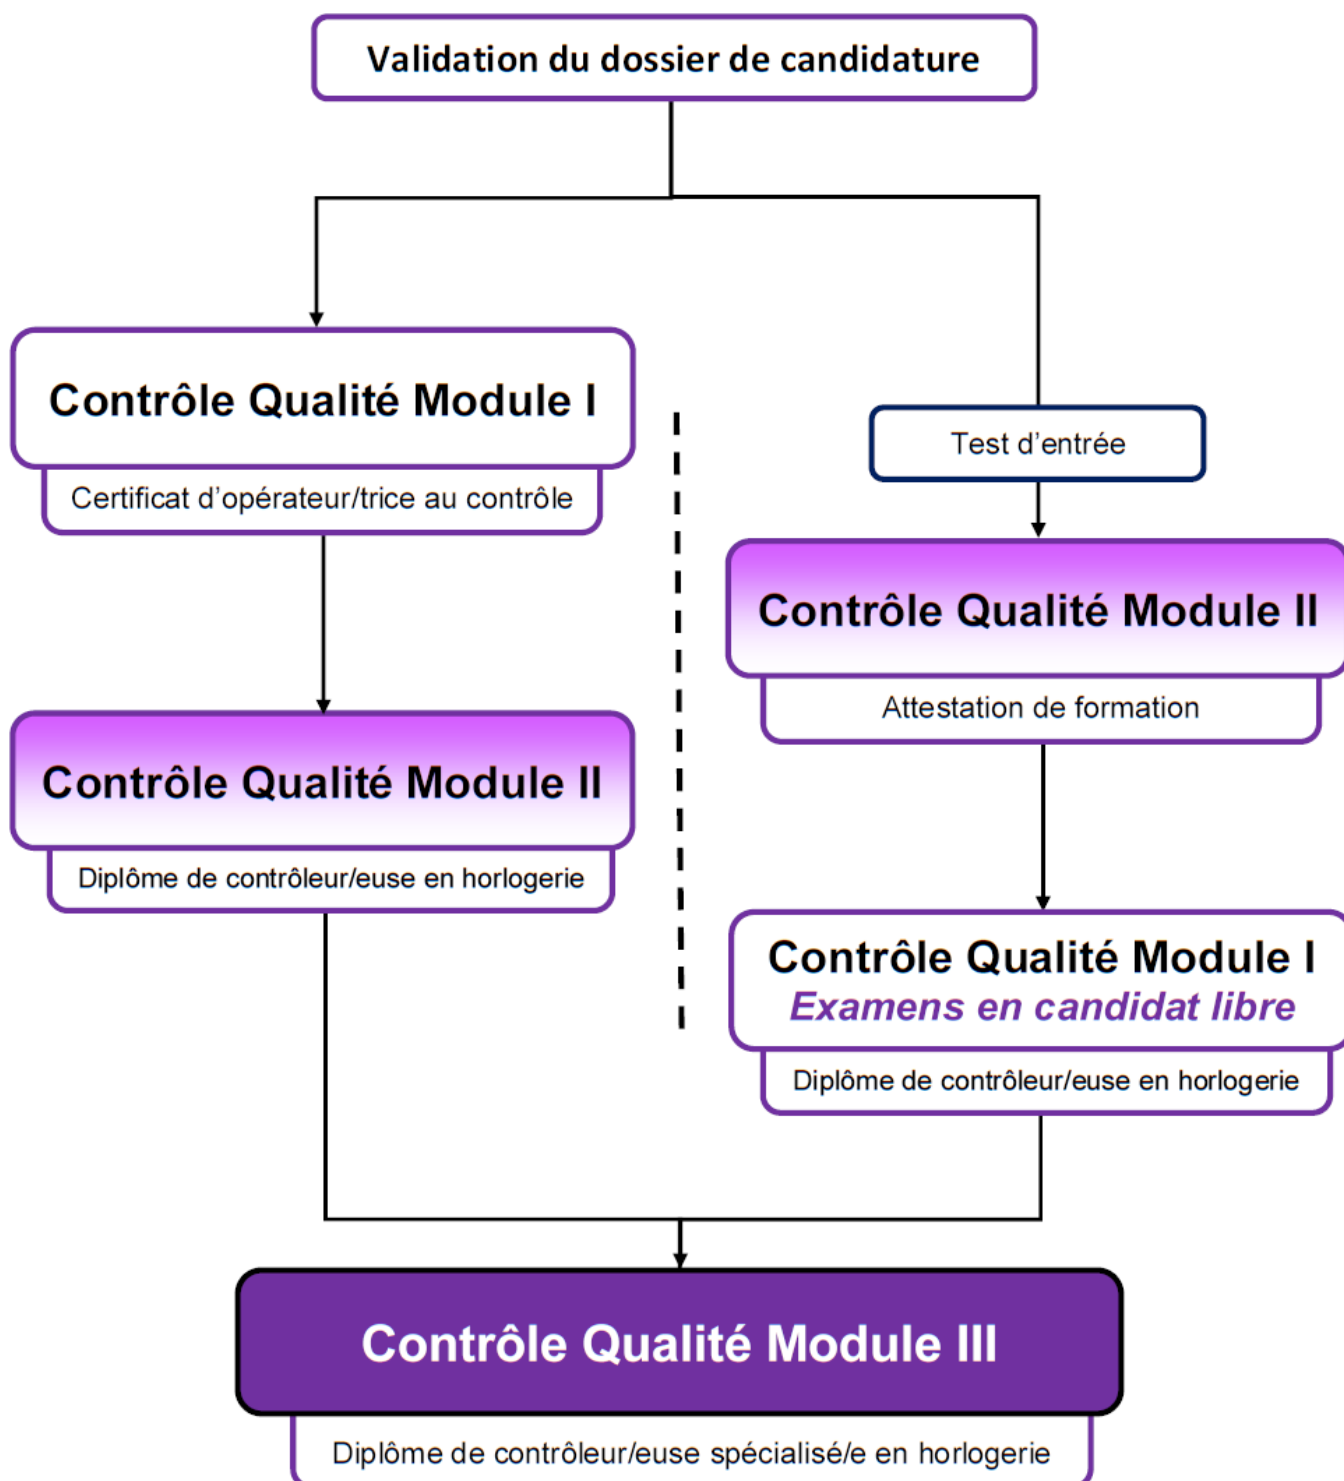 Validation du dossier de candidature
Contrôle Qualité Module I
Certificat d'opérateur/trice au contrôle
Contrôle Qualité Module II
Diplôme de contrôleur/euse en horlogerie
Test d'entrée
Contrôle Qualité Module II
Attestation de formation
Contrôle Qualité Module I
Examens en candidat libre
Diplôme de contrôleur/euse en horlogerie
Contrôle Qualité Module III
Diplôme de contrôleur/euse spécialisé/e en horlogerie